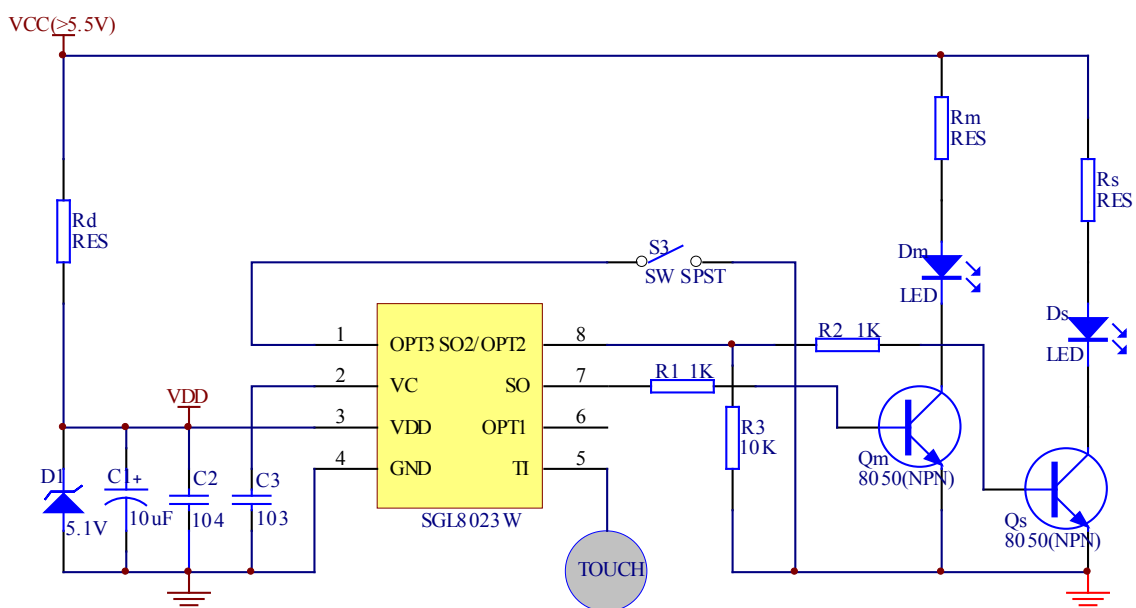 VCC(>5.5V)
Rm
RES
Rs
RES
Rd
RES
S3
SW SPST
Dm
LED
Ds
LED
1 OPT3 SO2/OPT2 8
R2 1K
2 VC SO 7
R1 1K
VDD
3 VDD OPT1 6
R3
10K
4 GND TI 5
D1
5.1V
C1+
10uF
C2
104
C3
103
SGL8023W
Qm
8050(NPN)
Qs
8050(NPN)
TOUCH